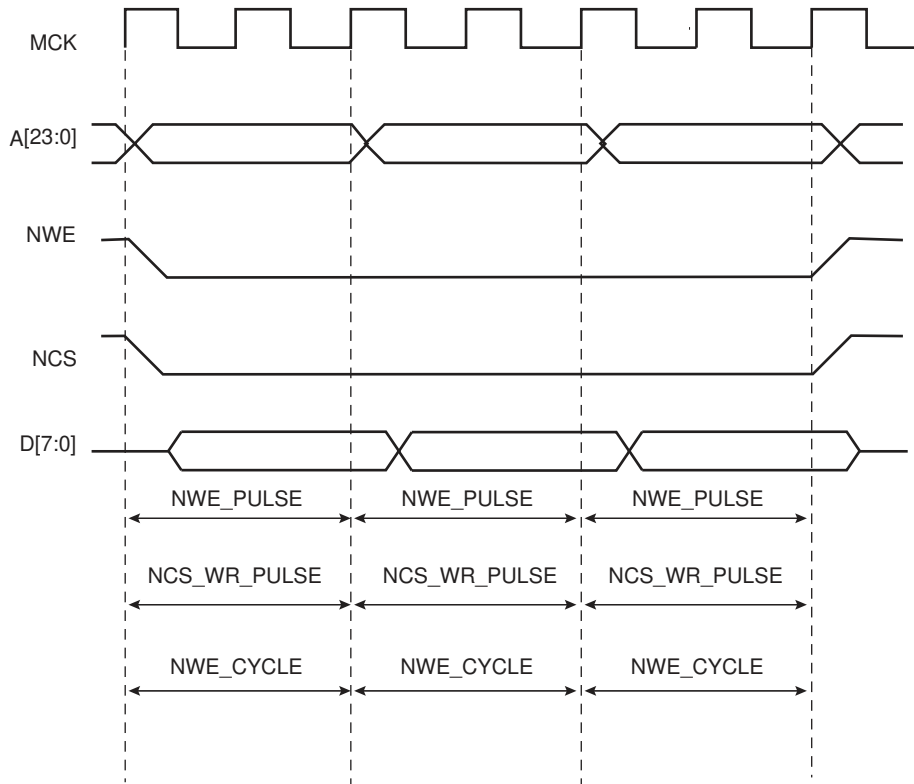 MCK
A[23:0]
NWE
NCS
D[7:0]
NWE_PULSE NWE_PULSE NWE_PULSE
NCS_WR_PULSE NCS_WR_PULSE NCS_WR_PULSE
NWE_CYCLE NWE_CYCLE NWE_CYCLE